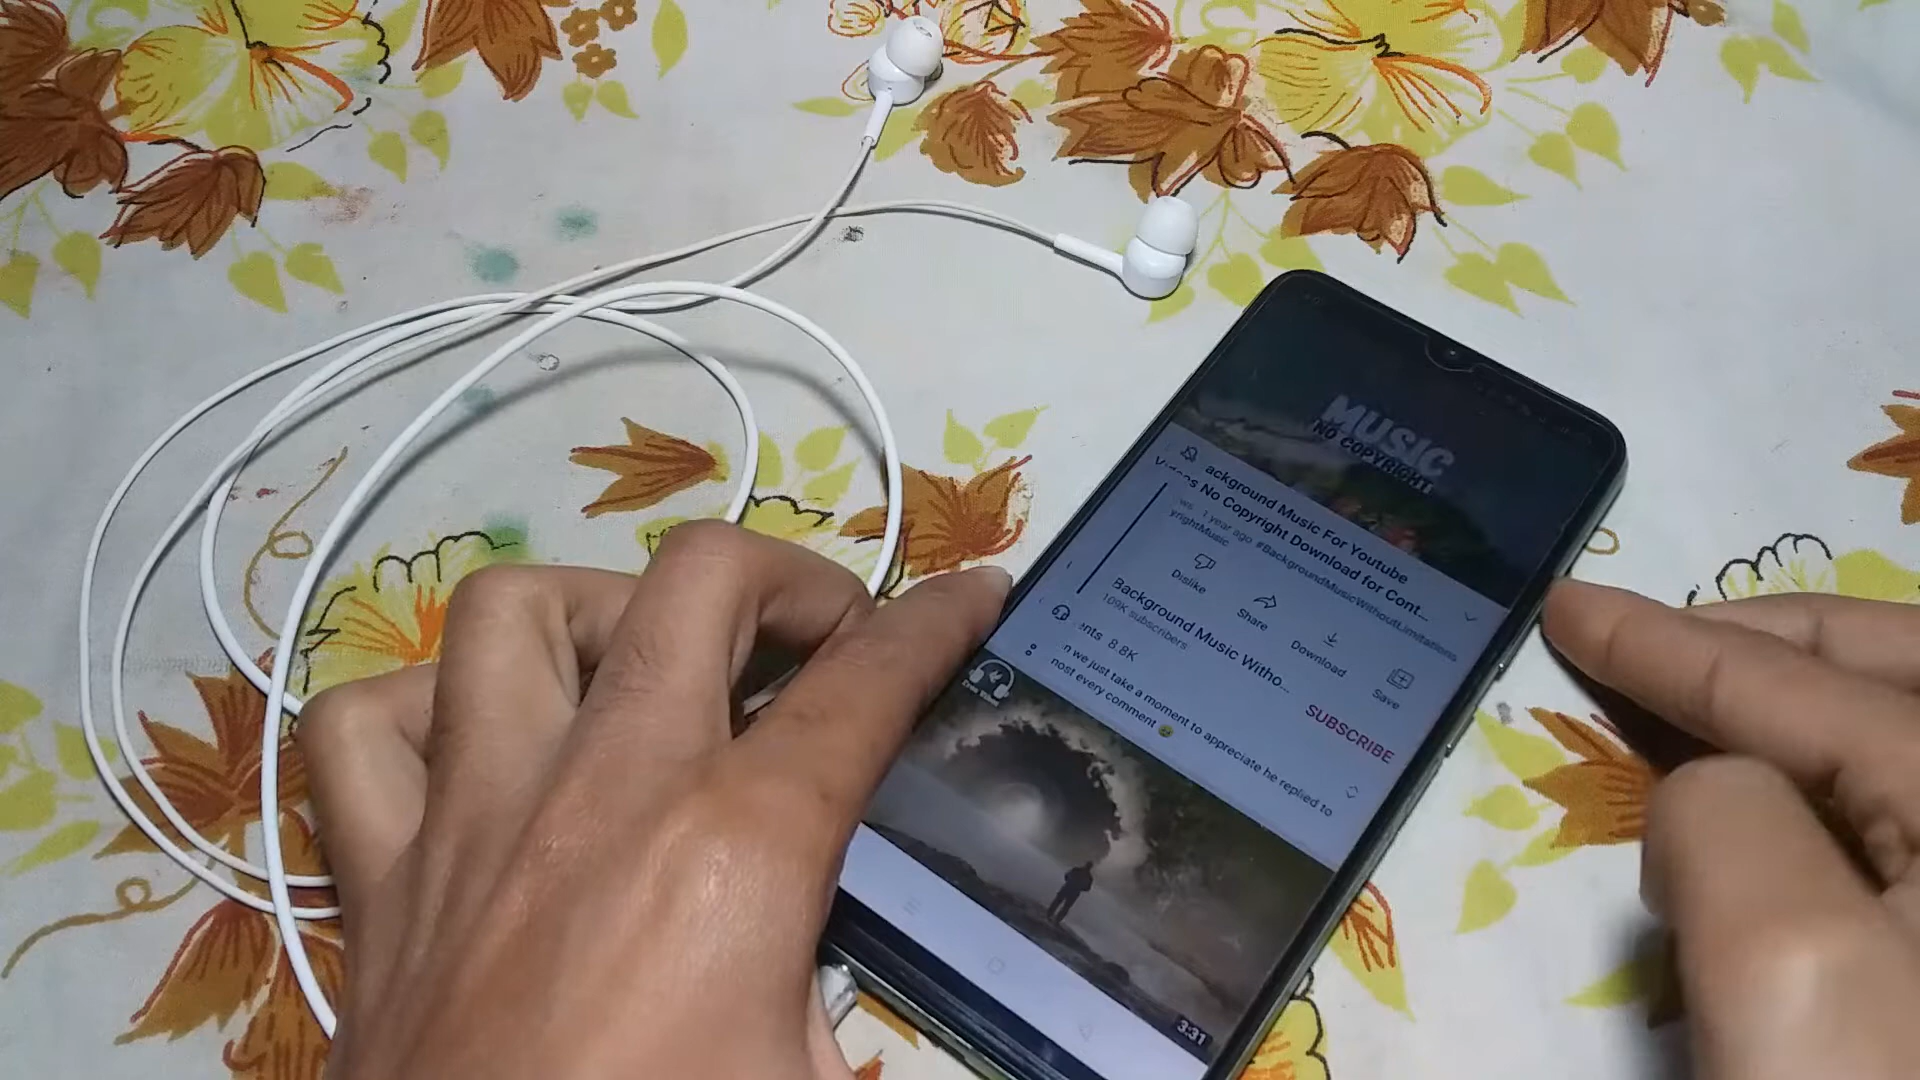 MUSIC
NO COPYRIGHT
ackground Music For Youtube
s No Copyright Download for Cont...
1 year ago #BackgroundMusicWithoutLimitations
yrightMusic
Dislike
Share
Download
Save
Background Music Witho...
109K subscribers
SUBSCRIBE
ents 8.8K
n we just take a moment to appreciate he replied to
most every comment
3:31